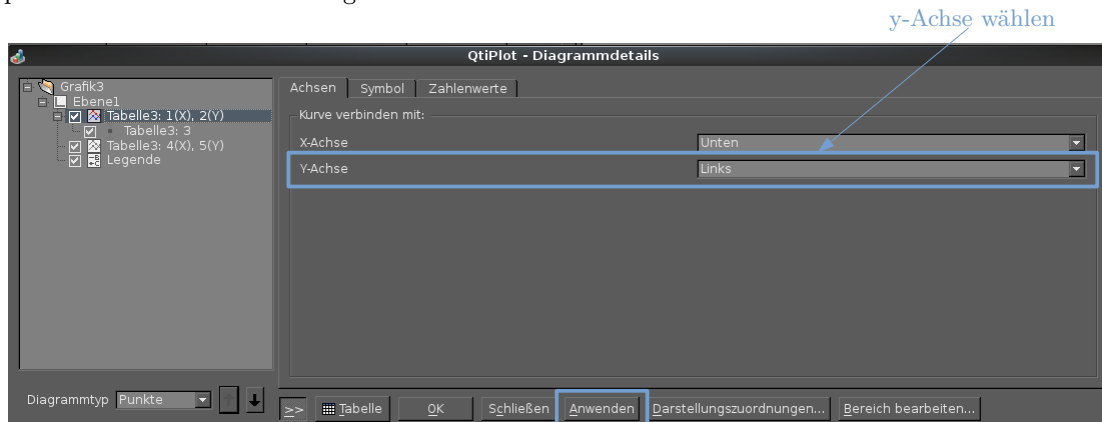 y-Achse wählen
QtiPlot - Diagrammdetails
Grafik3
Ebene1
Tabelle3: 1(X), 2(Y)
Tabelle3: 3
Tabelle3: 4(X), 5(Y)
Legende
Achsen Symbol Zahlenwerte
Kurve verbinden mit:
X-Achse Unten
Y-Achse Links
Diagrammtyp Punkte
>> Tabelle OK Schließen Anwenden Darstellungszuordnungen... Bereich bearbeiten...